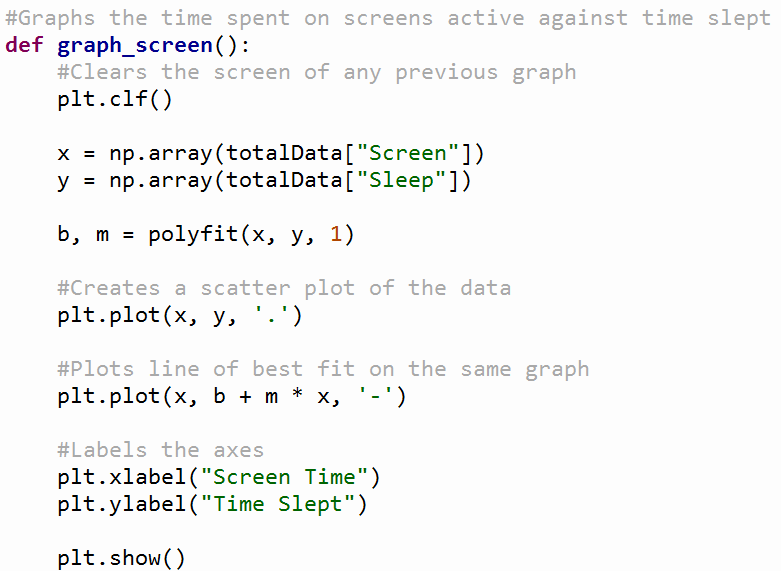 #Graphs the time spent on screens active against time slept
def graph_screen():
    #Clears the screen of any previous graph
    plt.clf()

    x = np.array(totalData["Screen"])
    y = np.array(totalData["Sleep"])

    b, m = polyfit(x, y, 1)

    #Creates a scatter plot of the data
    plt.plot(x, y, '.')

    #Plots line of best fit on the same graph
    plt.plot(x, b + m * x, '-')

    #Labels the axes
    plt.xlabel("Screen Time")
    plt.ylabel("Time Slept")

    plt.show()